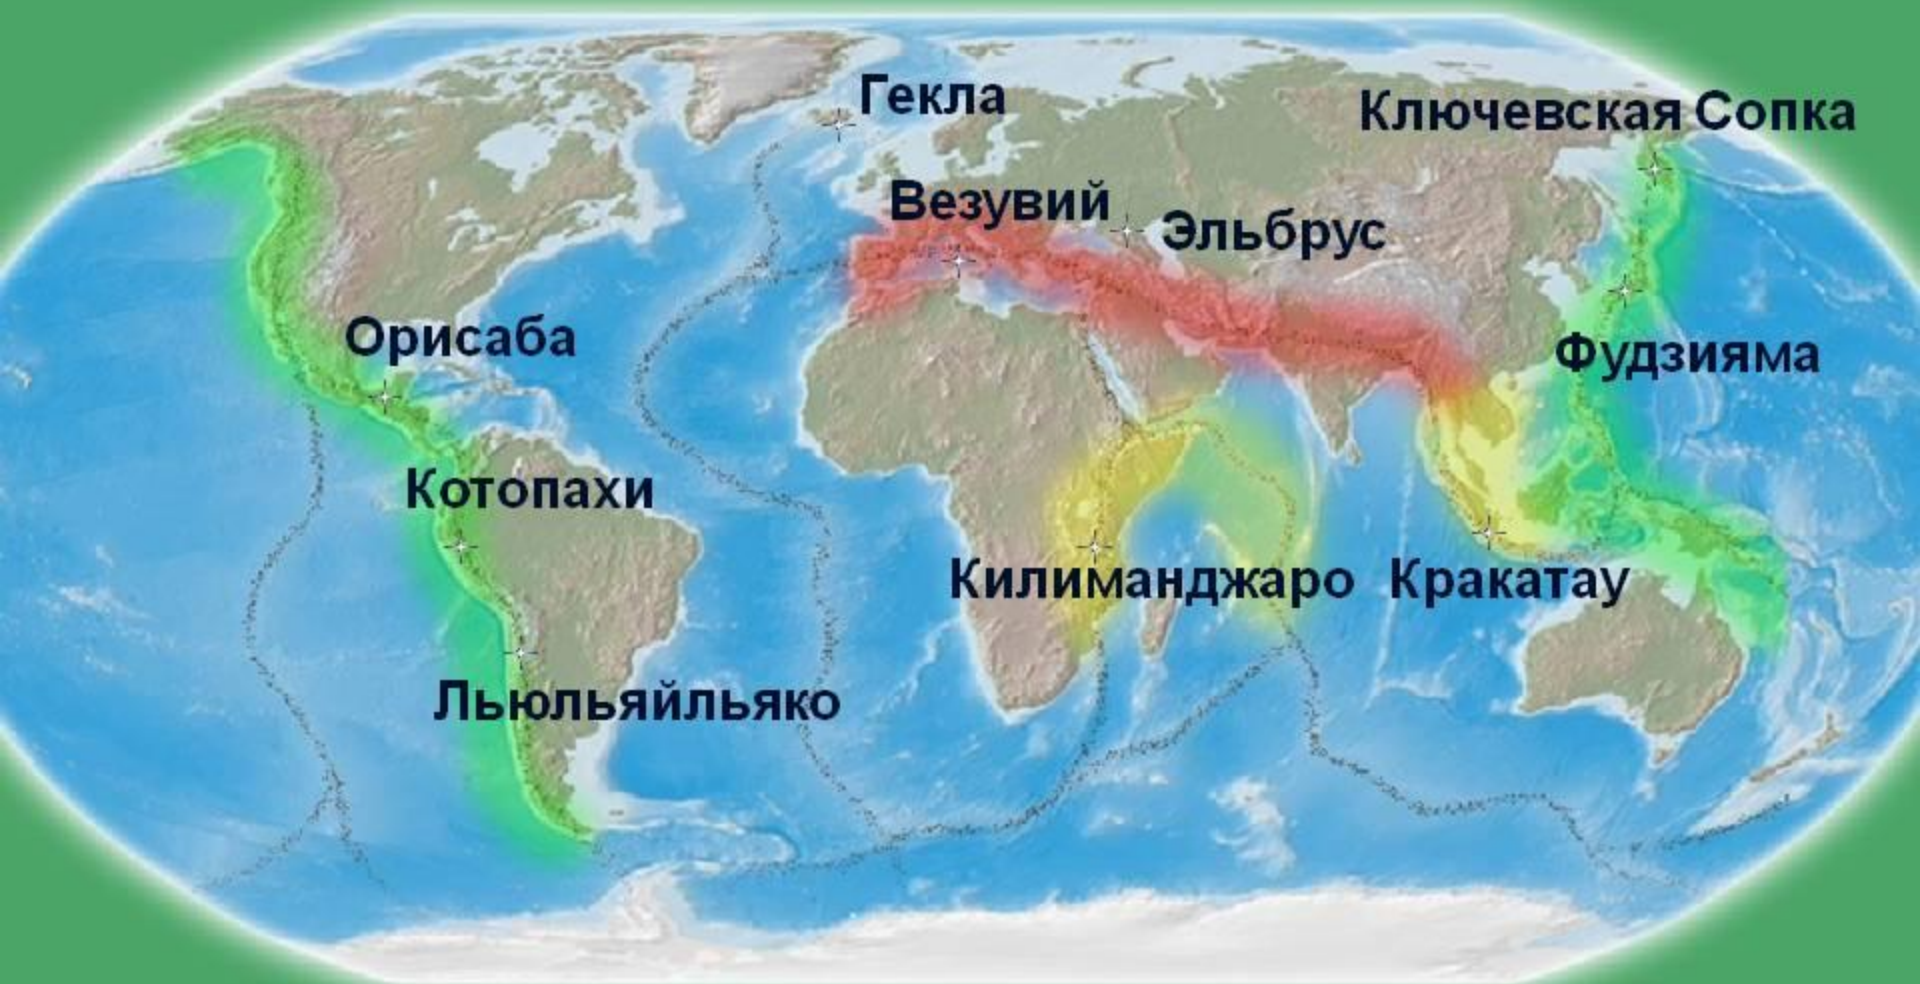 Гекла
Ключевская Сопка
Везувий
Эльбрус
Орисаба
Фудзияма
Котопахи
Килиманджаро
Кракатау
Льюльяйльяко